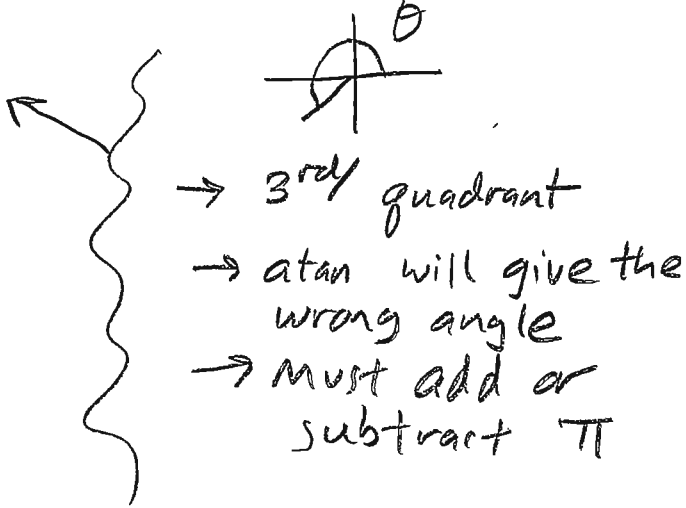 θ
→ 3rd quadrant
→ atan will give the
wrong angle
→ Must add or
subtract π